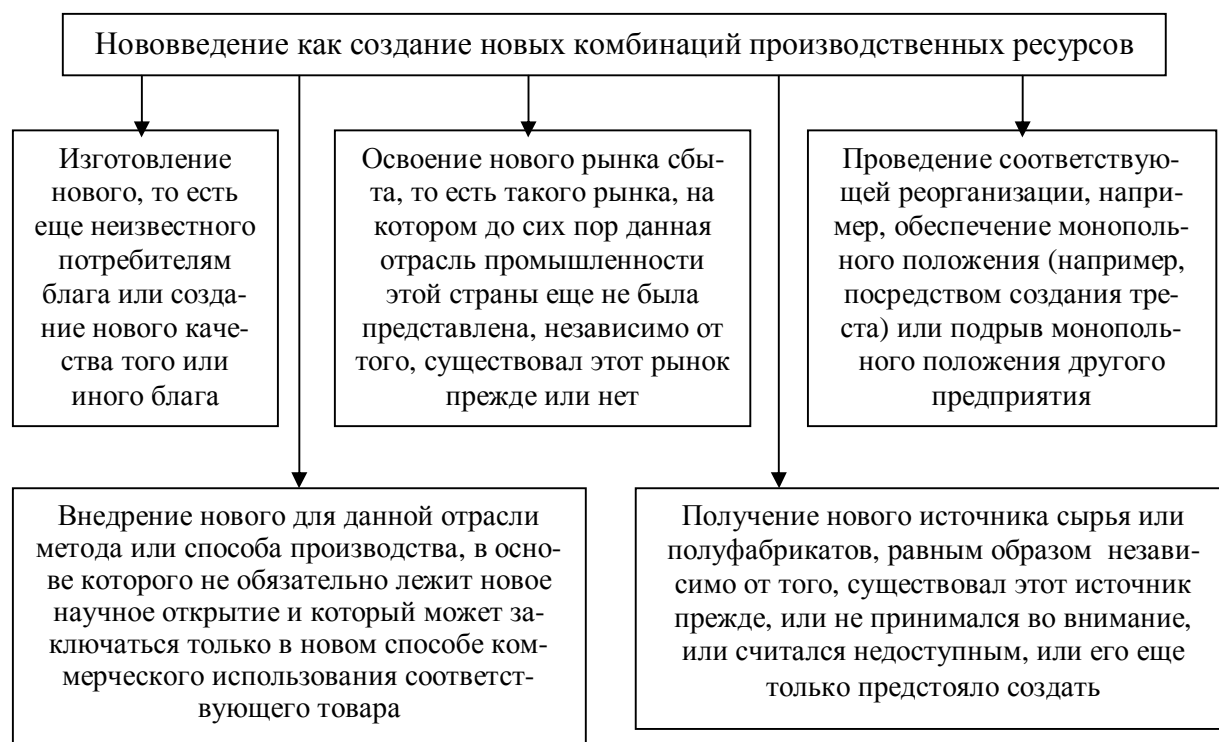 Нововведение как создание новых комбинаций производственных ресурсов
Изготовление
нового, то есть
еще неизвестного
потребителям
блага или созда-
ние нового каче-
ства того или
иного блага
Освоение нового рынка сбы-
та, то есть такого рынка, на
котором до сих пор данная
отрасль промышленности
этой страны еще не была
представлена, независимо от
того, существовал этот рынок
прежде или нет
Проведение соответствую-
щей реорганизации, напри-
мер, обеспечение монополь-
ного положения (например,
посредством создания тре-
ста) или подрыв монополь-
ного положения другого
предприятия
Внедрение нового для данной отрасли
метода или способа производства, в осно-
ве которого не обязательно лежит новое
научное открытие и который может за-
ключаться только в новом способе ком-
мерческого использования соответст-
вующего товара
Получение нового источника сырья или
полуфабрикатов, равным образом  незави-
симо от того, существовал этот источник
прежде, или не принимался во внимание,
или считался недоступным, или его еще
только предстояло создать